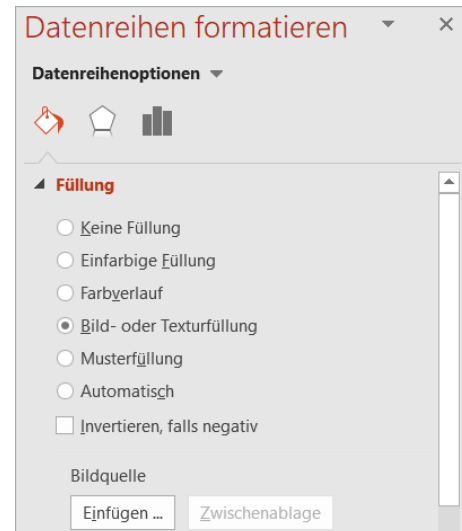 Datenreihen formatieren
Datenreihenoptionen
Füllung
Keine Füllung
Einfarbige Füllung
Farbverlauf
Bild- oder Texturfüllung
Musterfüllung
Automatisch
Invertieren, falls negativ
Bildquelle
Einfügen ... Zwischenablage